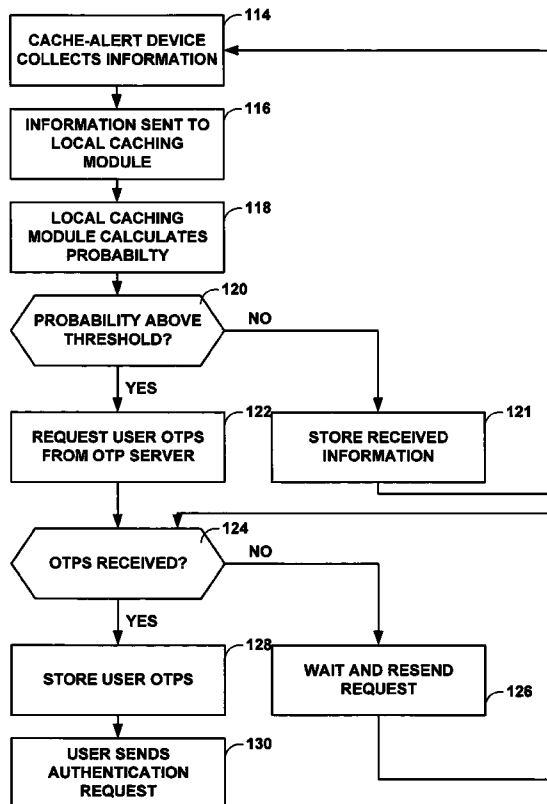 114
CACHE-ALERT DEVICE
COLLECTS INFORMATION
116
INFORMATION SENT TO
LOCAL CACHING
MODULE
118
LOCAL CACHING
MODULE CALCULATES
PROBABILTY
120
PROBABILITY ABOVE
THRESHOLD?
NO
YES
122
REQUEST USER OTPS
FROM OTP SERVER
121
STORE RECEIVED
INFORMATION
124
OTPS RECEIVED?
NO
YES
128
STORE USER OTPS
WAIT AND RESEND
REQUEST
126
130
USER SENDS
AUTHENTICATION
REQUEST